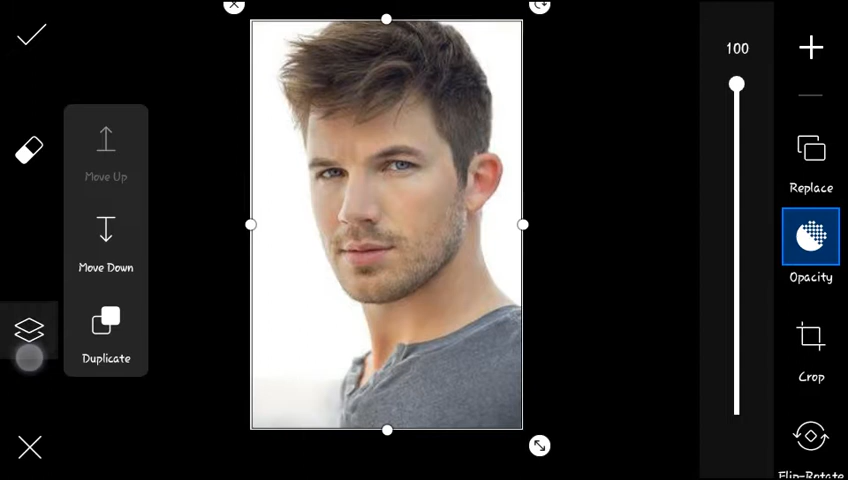 100
Move Up
Move Down
Duplicate
Replace
Opacity
Crop
Flip-Rotate